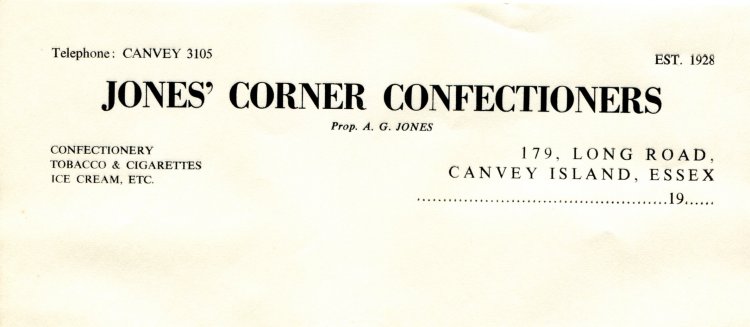 Telephone: CANVEY 3105
EST. 1928
JONES' CORNER CONFECTIONERS
Prop. A. G. JONES
CONFECTIONERY
TOBACCO & CIGARETTES
ICE CREAM, ETC.
179, LONG ROAD,
CANVEY ISLAND, ESSEX
................................................19......